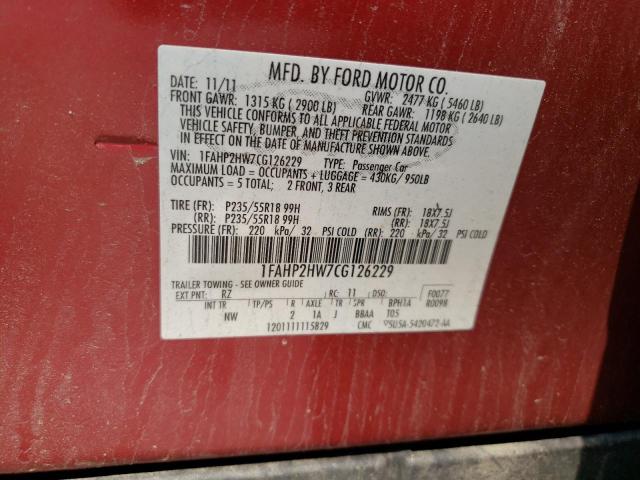 MFD. BY FORD MOTOR CO.
DATE: 11/11 GVWR: 2477 KG ( 5460 LB)
FRONT GAWR: 1315 KG ( 2900 LB) REAR GAWR: 1198 KG ( 2640 LB)
THIS VEHICLE CONFORMS TO ALL APPLICABLE FEDERAL MOTOR
VEHICLE SAFETY, BUMPER, AND THEFT PREVENTION STANDARDS
IN EFFECT ON THE DATE OF MANUFACTURE SHOWN ABOVE.
VIN: 1FAHP2HW7CG126229 TYPE: Passenger Car
MAXIMUM LOAD = OCCUPANTS + LUGGAGE = 430KG/ 950LB
OCCUPANTS = 5 TOTAL; 2 FRONT, 3 REAR
TIRE (FR): P235/55R18 99H RIMS (FR): 18X7.5J
(RR): P235/55R18 99H (RR): 18X7.5J
PRESSURE (FR): 220 kPa/ 32 PSI COLD (RR): 220 kPa/ 32 PSI COLD
1FAHP2HW7CG126229
TRAILER TOWING - SEE OWNER GUIDE
EXT PNT: RZ RC: 11 DSO: F0077
INT TR TP/PS R AXLE TR SPR BPH1A R0098
NW 2 1A J BBAA T05
1201111115829 CMC 5U5A-5420472-AA